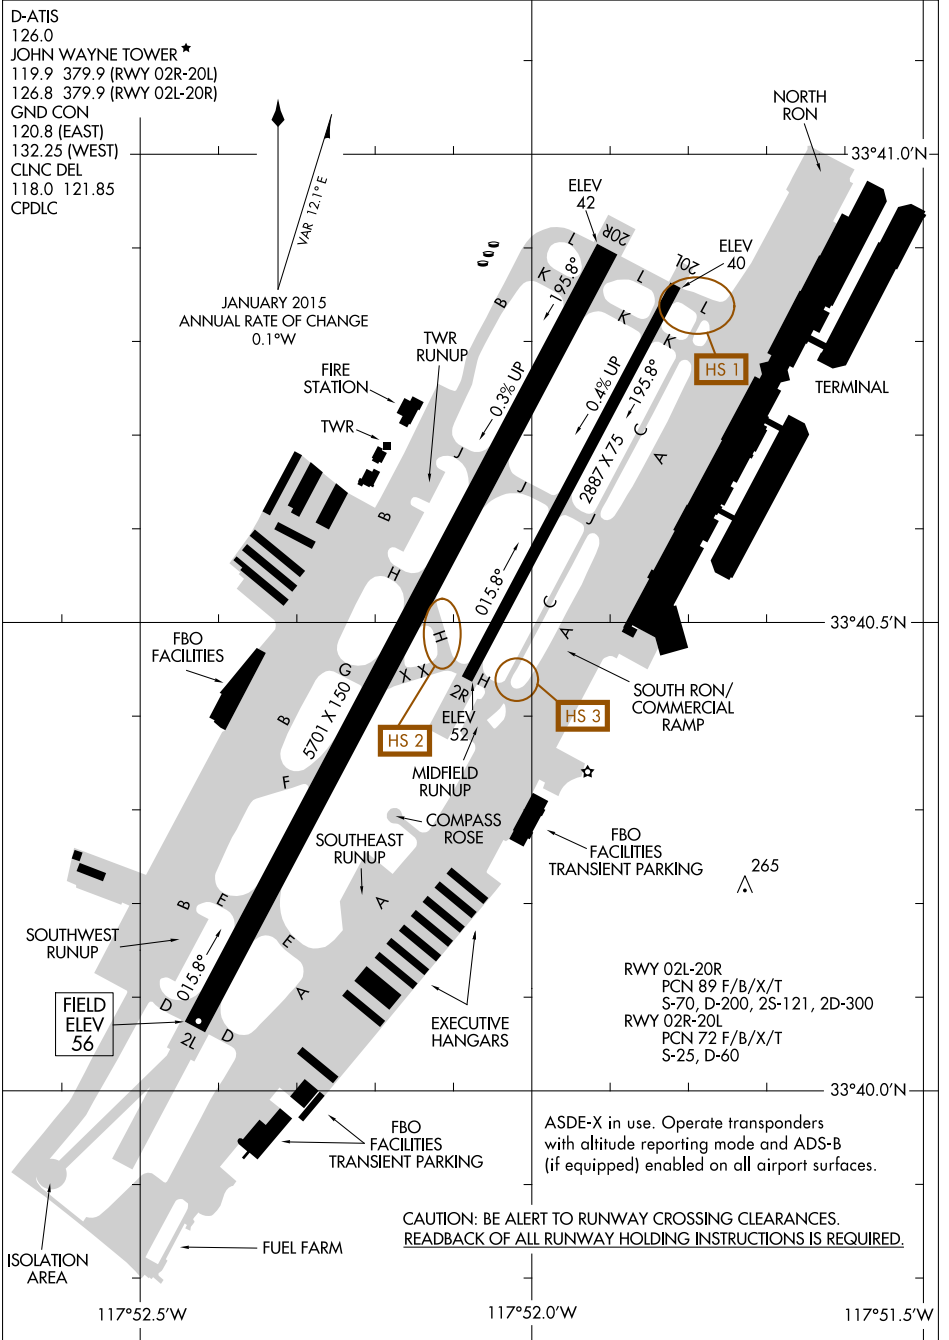 D-ATIS
126.0
JOHN WAYNE TOWER★
119.9 379.9 (RWY 02R-20L)
126.8 379.9 (RWY 02L-20R)
GND CON
120.8 (EAST)
132.25 (WEST)
CLNC DEL
118.0 121.85
CPDLC
VAR 12.1° E
JANUARY 2015
ANNUAL RATE OF CHANGE
0.1°W
NORTH
RON
33°41.0'N
ELEV
42
20R
L
ELEV
40
20L
L
L
K
K
K
B
195.8°
HS 1
TERMINAL
TWR
RUNUP
FIRE
STATION
TWR
0.3% UP
0.4% UP
195.8°
2887 X 75
C
A
J
J
J
B
H
015.8°
C
A
33°40.5'N
FBO
FACILITIES
H
G
X
X
H
2R
ELEV
52
HS 2
HS 3
SOUTH RON/
COMMERCIAL
RAMP
B
5701 X 150
F
MIDFIELD
RUNUP
COMPASS
ROSE
SOUTHEAST
RUNUP
FBO
FACILITIES
TRANSIENT PARKING
265
B
E
A
E
A
SOUTHWEST
RUNUP
015.8°
D
D
2L
FIELD
ELEV
56
EXECUTIVE
HANGARS
RWY 02L-20R
PCN 89 F/B/X/T
S-70, D-200, 2S-121, 2D-300
RWY 02R-20L
PCN 72 F/B/X/T
S-25, D-60
33°40.0'N
FBO
FACILITIES
TRANSIENT PARKING
ASDE-X in use. Operate transponders
with altitude reporting mode and ADS-B
(if equipped) enabled on all airport surfaces.
CAUTION: BE ALERT TO RUNWAY CROSSING CLEARANCES.
READBACK OF ALL RUNWAY HOLDING INSTRUCTIONS IS REQUIRED.
ISOLATION
AREA
FUEL FARM
117°52.5'W
117°52.0'W
117°51.5'W